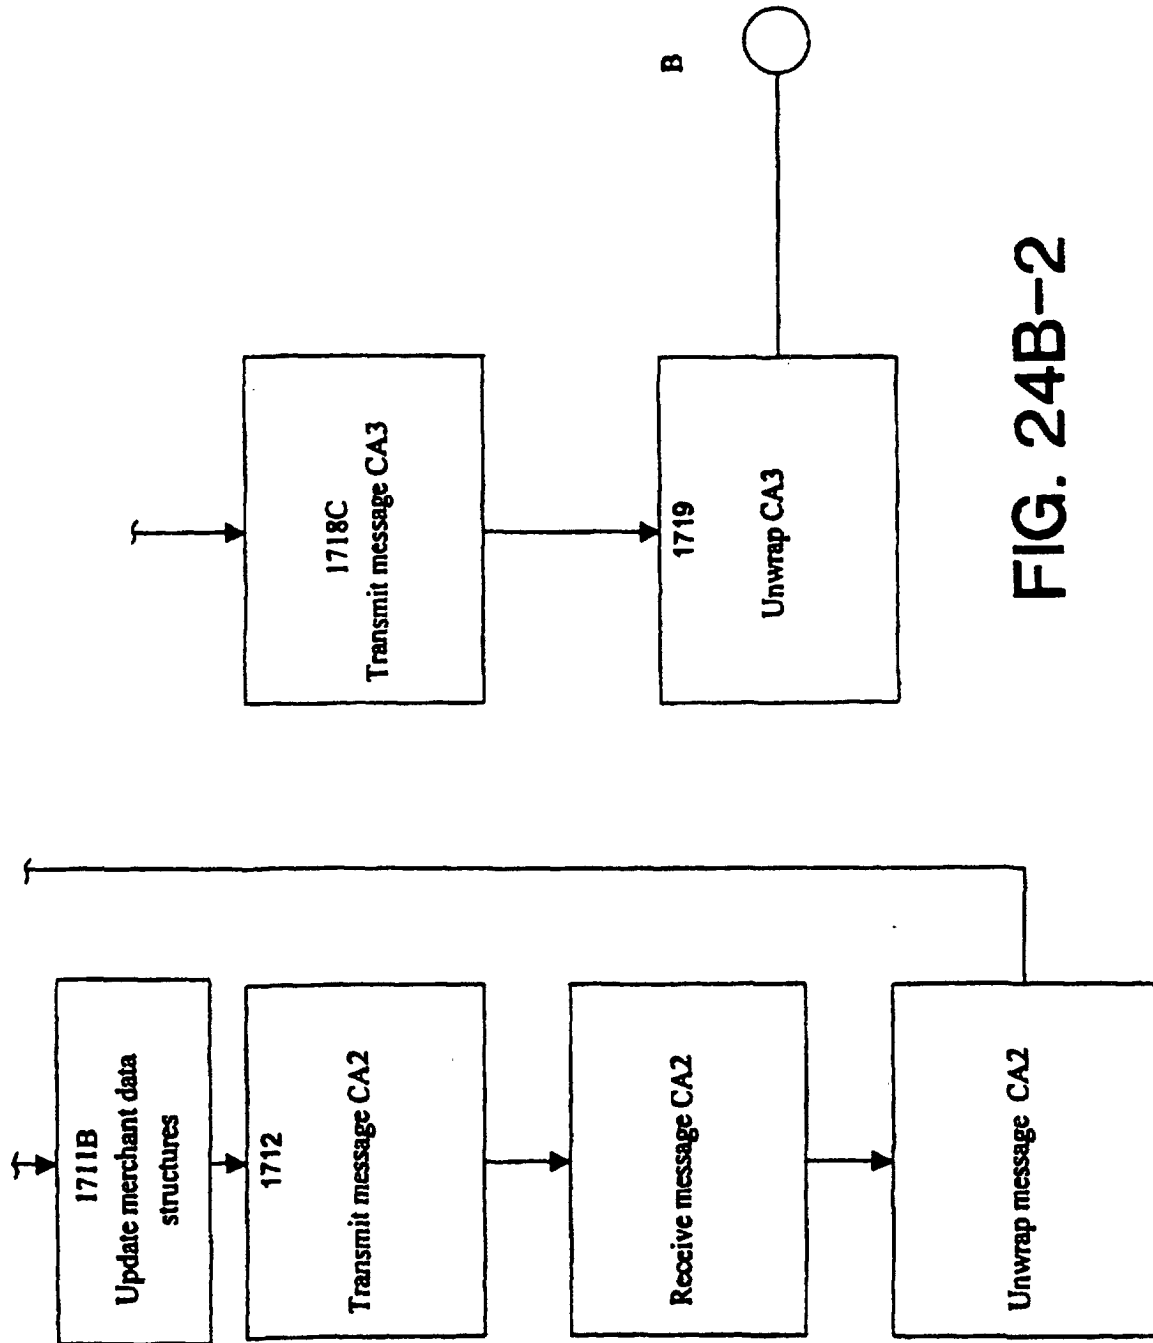 1711B
Update merchant data
structures
1712
Transmit message CA2
Receive message CA2
Unwrap message CA2
1718C
Transmit message CA3
1719
Unwrap CA3
B
FIG. 24B-2